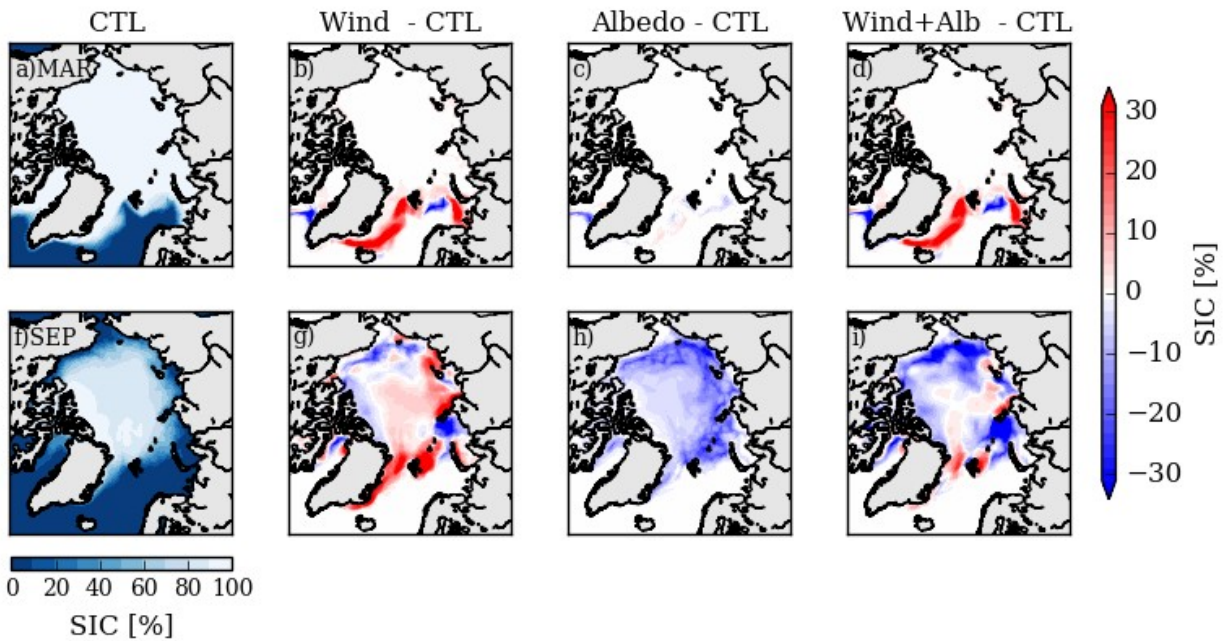 CTL
Wind - CTL
Albedo - CTL
Wind+Alb - CTL
a)MAR
b)
c)
d)
f)SEP
g)
h)
i)
30
20
10
0
−10
−20
−30
SIC [%]
0 20 40 60 80 100
SIC [%]